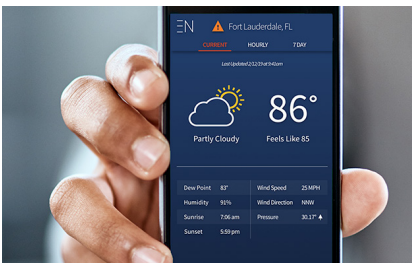 EN Fort Lauderdale, FL
CURRENT HOURLY 7 DAY
86°
Partly Cloudy Feels Like 85
Dew Point 83° Wind Speed 25 MPH
Humidity 91% Wind Direction NNW
Sunrise 7:06 am Pressure 30.17"
Sunset 5:59 pm